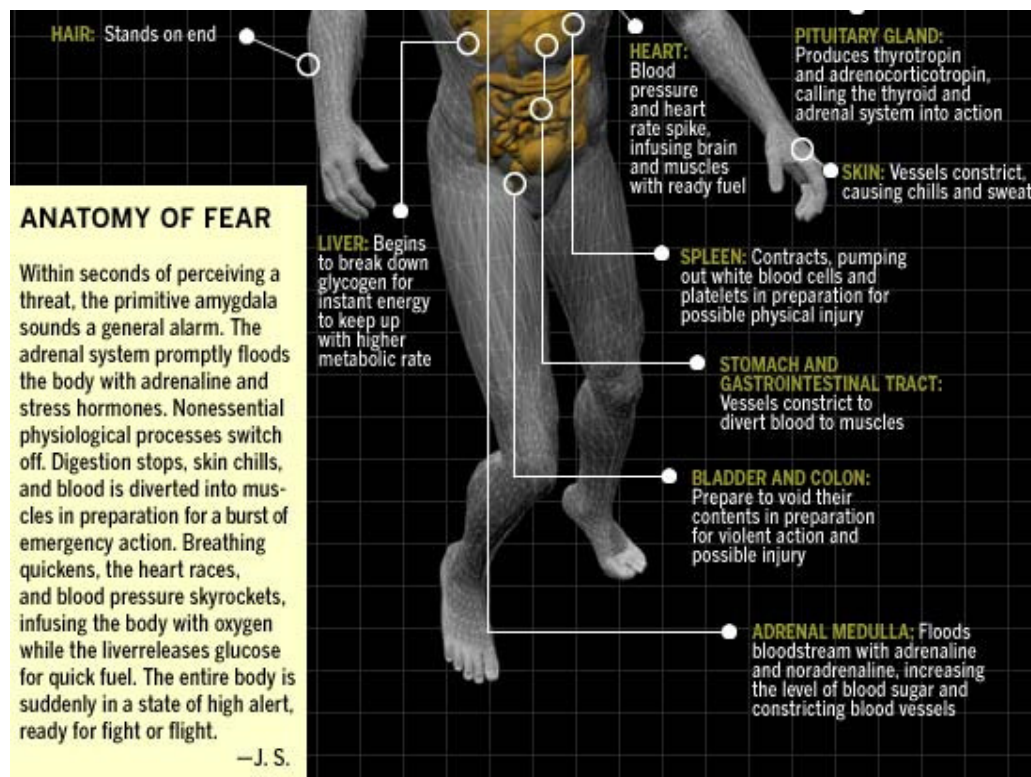 HAIR: Stands on end
HEART:
Blood
pressure
and heart
rate spike,
infusing brain
and muscles
with ready fuel
PITUITARY GLAND:
Produces thyrotropin
and adrenocorticotropin,
calling the thyroid and
adrenal system into action
SKIN: Vessels constrict,
causing chills and sweat
ANATOMY OF FEAR
Within seconds of perceiving a
threat, the primitive amygdala
sounds a general alarm. The
adrenal system promptly floods
the body with adrenaline and
stress hormones. Nonessential
physiological processes switch
off. Digestion stops, skin chills,
and blood is diverted into mus-
cles in preparation for a burst of
emergency action. Breathing
quickens, the heart races,
and blood pressure skyrockets,
infusing the body with oxygen
while the liverreleases glucose
for quick fuel. The entire body is
suddenly in a state of high alert,
ready for fight or flight.
—J. S.
LIVER: Begins
to break down
glycogen for
instant energy
to keep up
with higher
metabolic rate
SPLEEN: Contracts, pumping
out white blood cells and
platelets in preparation for
possible physical injury
STOMACH AND
GASTROINTESTINAL TRACT:
Vessels constrict to
divert blood to muscles
BLADDER AND COLON:
Prepare to void their
contents in preparation
for violent action and
possible injury
ADRENAL MEDULLA: Floods
bloodstream with adrenaline
and noradrenaline, increasing
the level of blood sugar and
constricting blood vessels